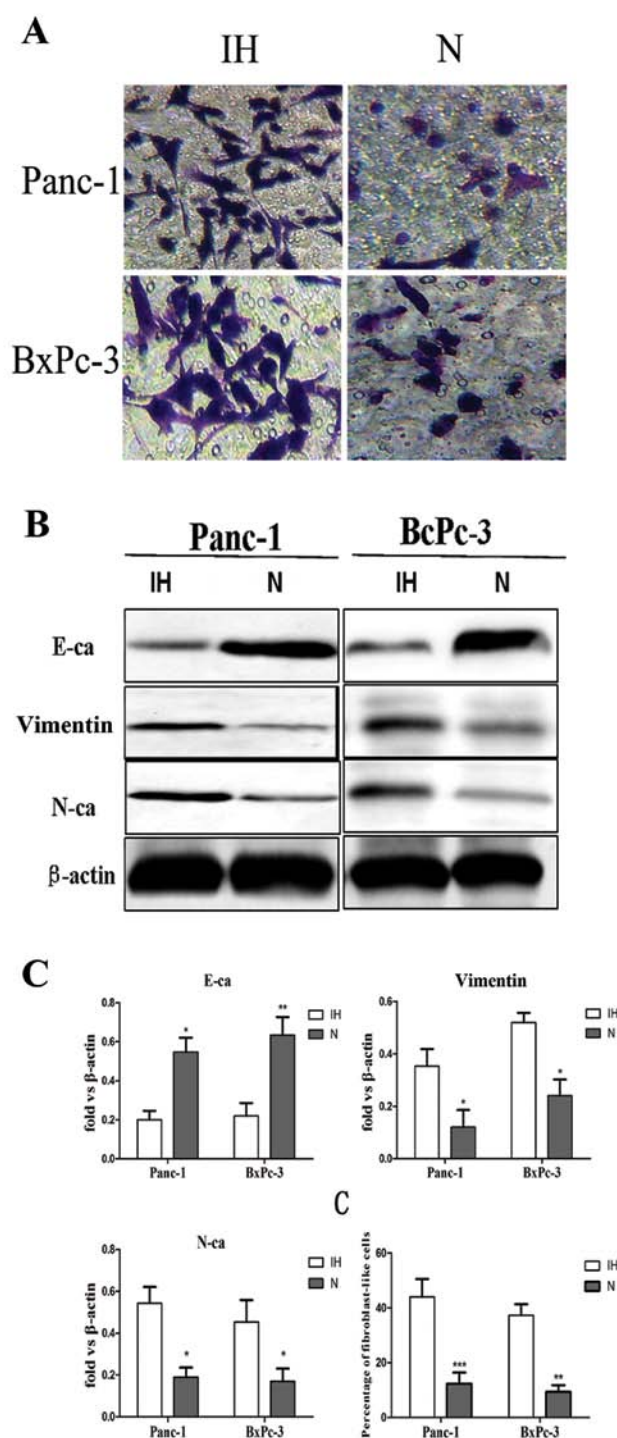 A
IH N
Panc-1
BxPc-3
B
Panc-1 BcPc-3
IH N IH N
E-ca
Vimentin
N-ca
β-actin
C
E-ca
fold vs β-actin
0.8
0.6
0.4
0.2
0.0
* **
IH
N
Panc-1 BxPc-3
Vimentin
fold vs β-actin
0.6
0.4
0.2
0.0
* *
IH
N
Panc-1 BxPc-3
N-ca
fold vs β-actin
0.8
0.6
0.4
0.2
0.0
* *
IH
N
Panc-1 BxPc-3
C
Percentage of fibroblast-like cells
60
40
20
0
*** **
IH
N
Panc-1 BxPc-3